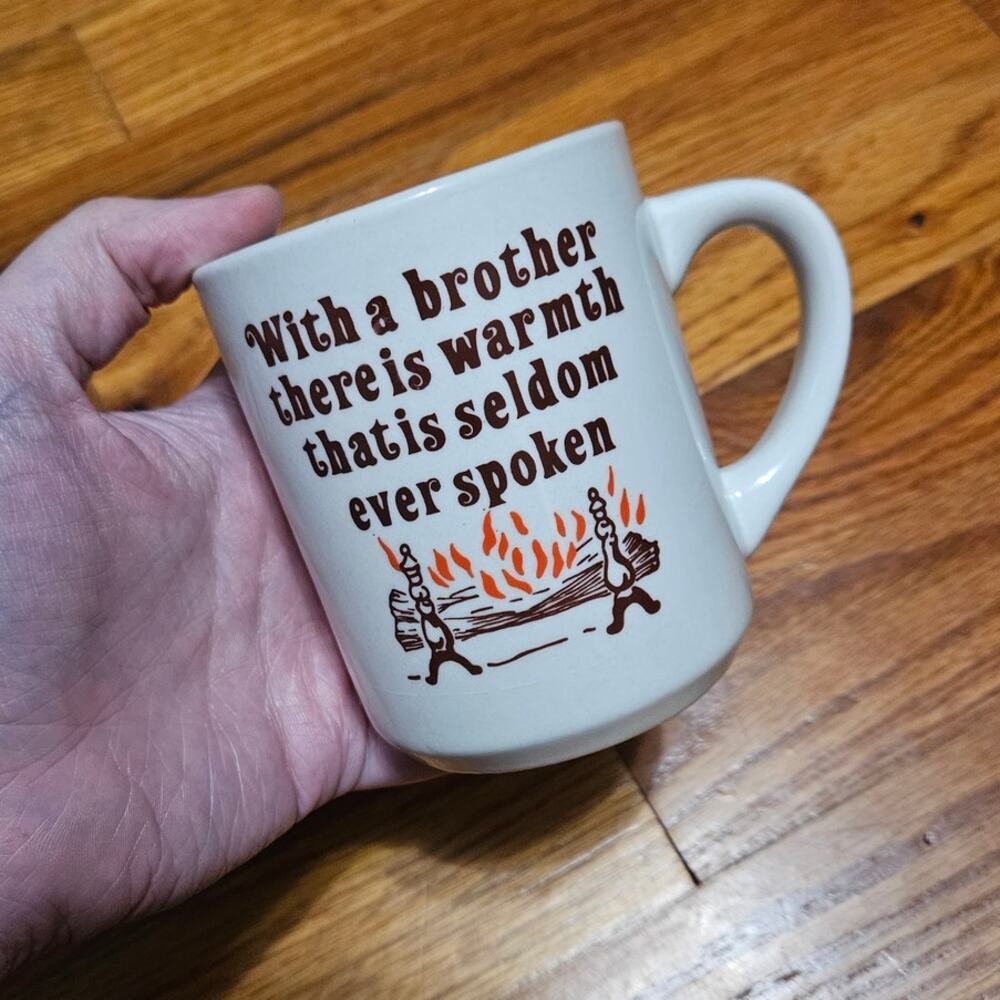 With a brother
there is warmth
that is seldom
ever spoken